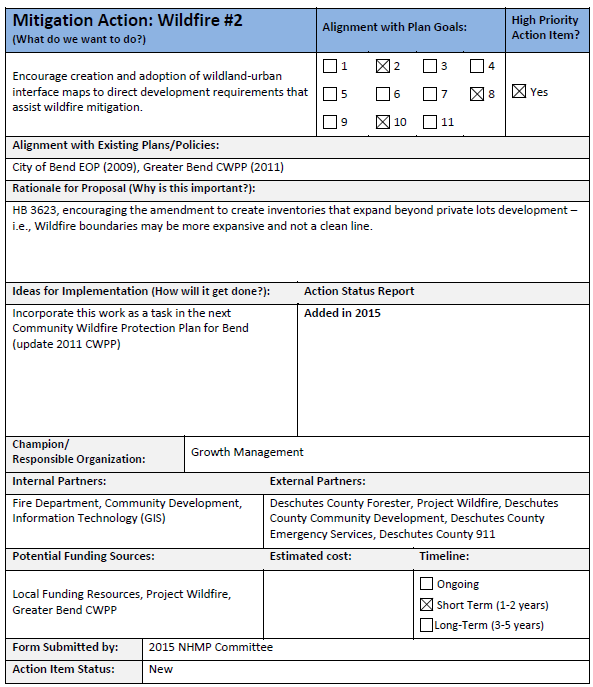 Mitigation Action: Wildfire #2
(What do we want to do?)
Alignment with Plan Goals:
High Priority
Action Item?
Encourage creation and adoption of wildland-urban
interface maps to direct development requirements that
assist wildfire mitigation.
☐ 1 ☒ 2 ☐ 3 ☐ 4
☐ 5 ☐ 6 ☐ 7 ☒ 8
☐ 9 ☒ 10 ☐ 11
☒ Yes
Alignment with Existing Plans/Policies:
City of Bend EOP (2009), Greater Bend CWPP (2011)
Rationale for Proposal (Why is this important?):
HB 3623, encouraging the amendment to create inventories that expand beyond private lots development –
i.e., Wildfire boundaries may be more expansive and not a clean line.
Ideas for Implementation (How will it get done?):
Action Status Report
Incorporate this work as a task in the next
Community Wildfire Protection Plan for Bend
(update 2011 CWPP)
Added in 2015
Champion/
Responsible Organization:
Growth Management
Internal Partners:
External Partners:
Fire Department, Community Development,
Information Technology (GIS)
Deschutes County Forester, Project Wildfire, Deschutes
County Community Development, Deschutes County
Emergency Services, Deschutes County 911
Potential Funding Sources:
Estimated cost:
Timeline:
Local Funding Resources, Project Wildfire,
Greater Bend CWPP
☐ Ongoing
☒ Short Term (1-2 years)
☐ Long-Term (3-5 years)
Form Submitted by:
2015 NHMP Committee
Action Item Status:
New